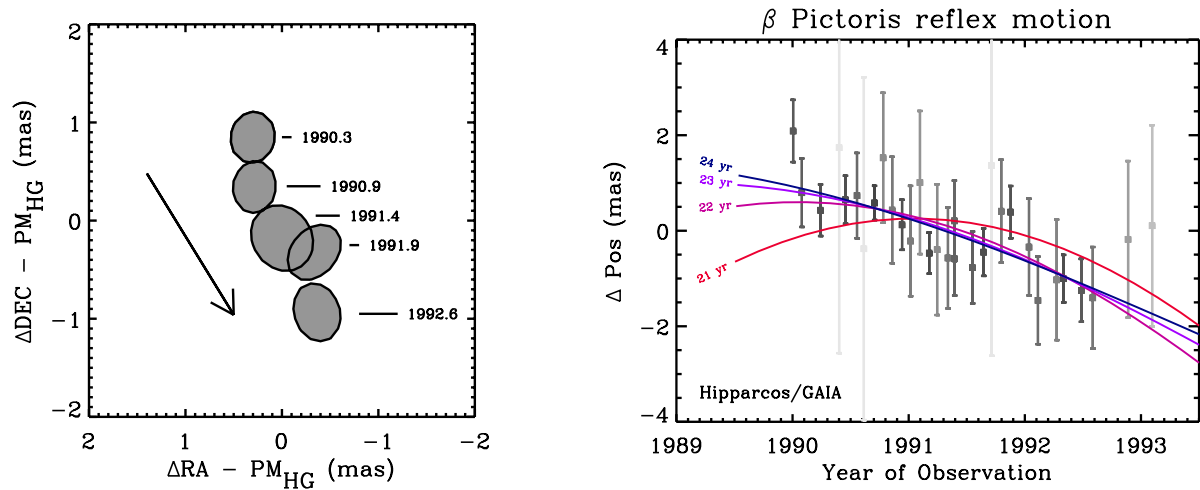 2
1
0
−1
−2
2
1
0
−1
−2
ΔDEC − PM_HG (mas)
ΔRA − PM_HG (mas)
1990.3
1990.9
1991.4
1991.9
1992.6
β Pictoris reflex motion
4
2
0
−2
−4
Δ Pos (mas)
24 yr
23 yr
22 yr
21 yr
Hipparcos/GAIA
1989
1990
1991
1992
1993
Year of Observation